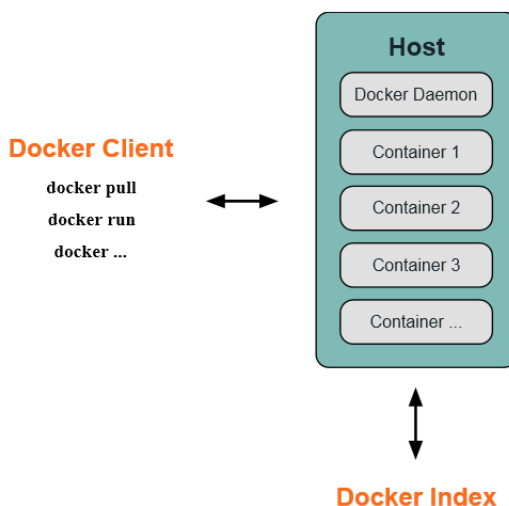 Host
Docker Daemon
Docker Client
Container 1
docker pull
docker run
docker ...
Container 2
Container 3
Container ...
Docker Index